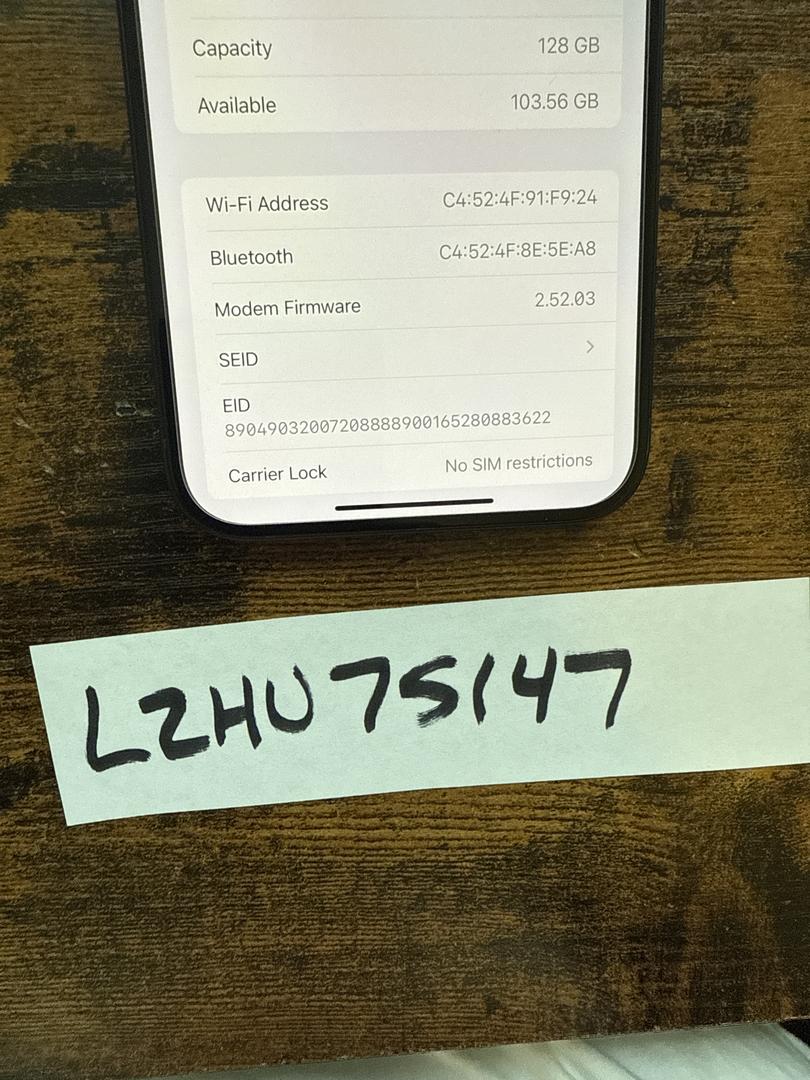 Capacity 128 GB
Available 103.56 GB
Wi-Fi Address C4:52:4F:91:F9:24
Bluetooth C4:52:4F:8E:5E:A8
Modem Firmware 2.52.03
SEID
EID
89049032007208888900165280883622
Carrier Lock No SIM restrictions
LZHU75147